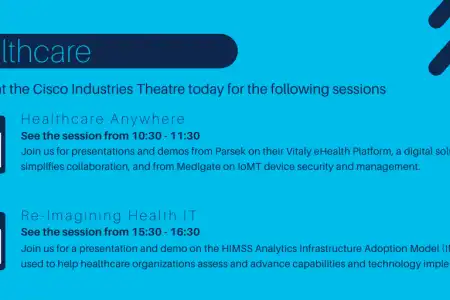 lthcare
t the Cisco Industries Theatre today for the following sessions
Healthcare Anywhere
See the session from 10:30 - 11:30
Join us for presentations and demos from Parsek on their Vitaly eHealth Platform, a digital sol
simplifies collaboration, and from Medigate on IoMT device security and management.
Re-Imagining Health IT
See the session from 15:30 - 16:30
Join us for a presentation and demo on the HIMSS Analytics Infrastructure Adoption Model (I
used to help healthcare organizations assess and advance capabilities and technology imple